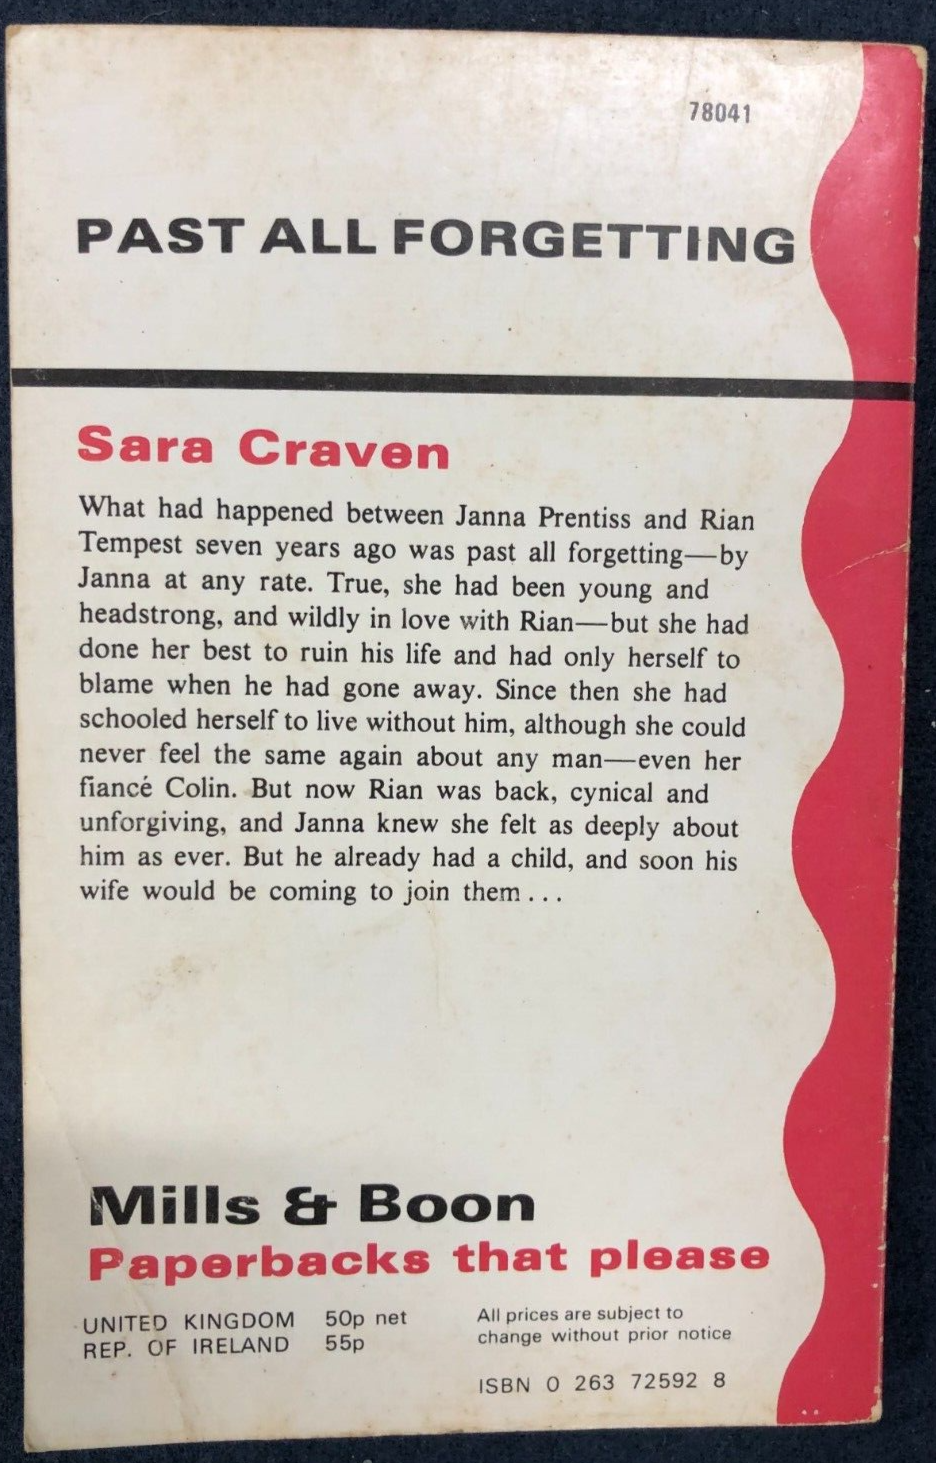 78041
PAST ALL FORGETTING
Sara Craven
What had happened between Janna Prentiss and Rian
Tempest seven years ago was past all forgetting—by
Janna at any rate. True, she had been young and
headstrong, and wildly in love with Rian—but she had
done her best to ruin his life and had only herself to
blame when he had gone away. Since then she had
schooled herself to live without him, although she could
never feel the same again about any man—even her
fiancé Colin. But now Rian was back, cynical and
unforgiving, and Janna knew she felt as deeply about
him as ever. But he already had a child, and soon his
wife would be coming to join them . . .
Mills & Boon
Paperbacks that please
UNITED KINGDOM 50p net
REP. OF IRELAND 55p
All prices are subject to
change without prior notice
ISBN 0 263 72592 8